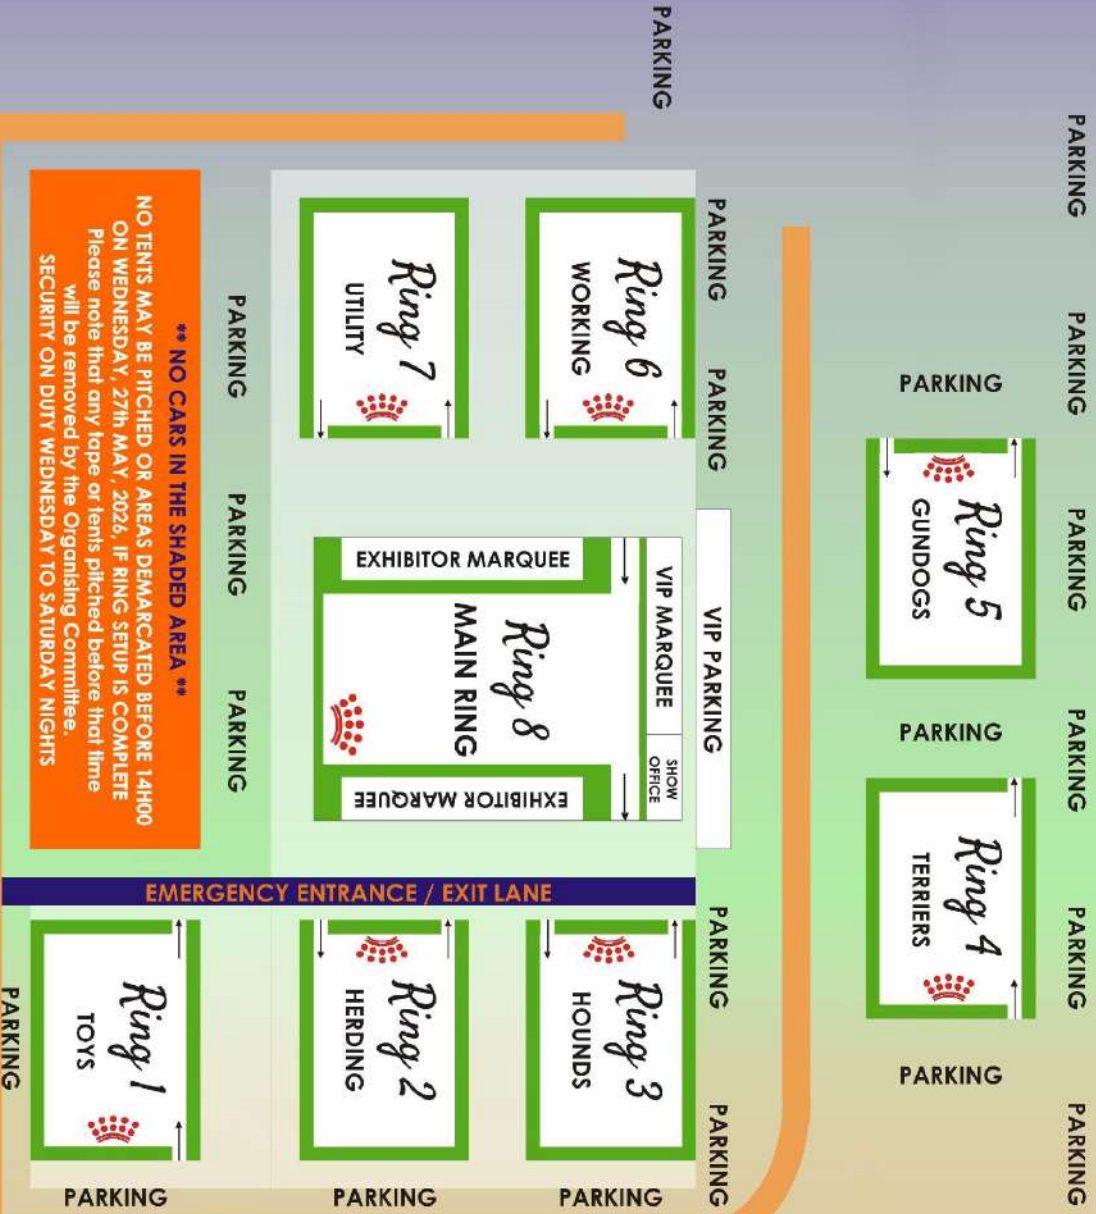 PARKING
PARKING
PARKING
PARKING
PARKING
PARKING
PARKING
Ring 5
GUNDOGS
PARKING
Ring 4
TERRIERS
PARKING
PARKING
PARKING
PARKING
VIP PARKING
PARKING
PARKING
Ring 6
WORKING
VIP MARQUEE
SHOW
OFFICE
Ring 3
HOUNDS
PARKING
EXHIBITOR MARQUEE
Ring 8
MAIN RING
EXHIBITOR MARQUEE
EMERGENCY ENTRANCE / EXIT LANE
Ring 7
UTILITY
Ring 2
HERDING
PARKING
PARKING
PARKING
PARKING
** NO CARS IN THE SHADED AREA **
NO TENTS MAY BE PITCHED OR AREAS DEMARCATED BEFORE 14H00
ON WEDNESDAY, 27h MAY, 2026, IF RING SETUP IS COMPLETE
Please note that any tape or tents pitched before that time
will be removed by the Organising Committee.
SECURITY ON DUTY WEDNESDAY TO SATURDAY NIGHTS
Ring 1
TOYS
PARKING
PARKING